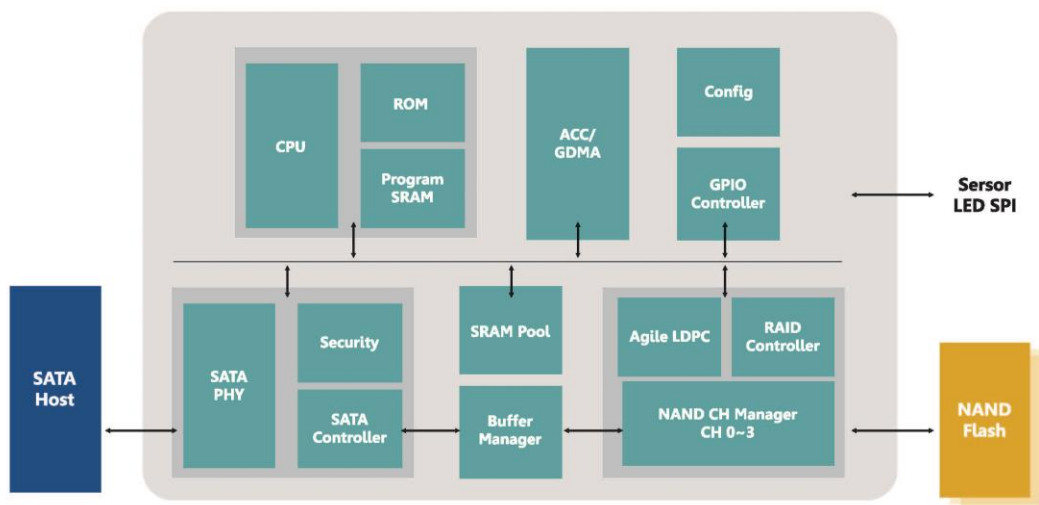 CPU
ROM
Program
SRAM
ACC/
GDMA
Config
GPIO
Controller
Sersor
LED SPI
SATA
Host
SATA
PHY
Security
SATA
Controller
SRAM Pool
Buffer
Manager
Agile LDPC
RAID
Controller
NAND CH Manager
CH 0~3
NAND
Flash